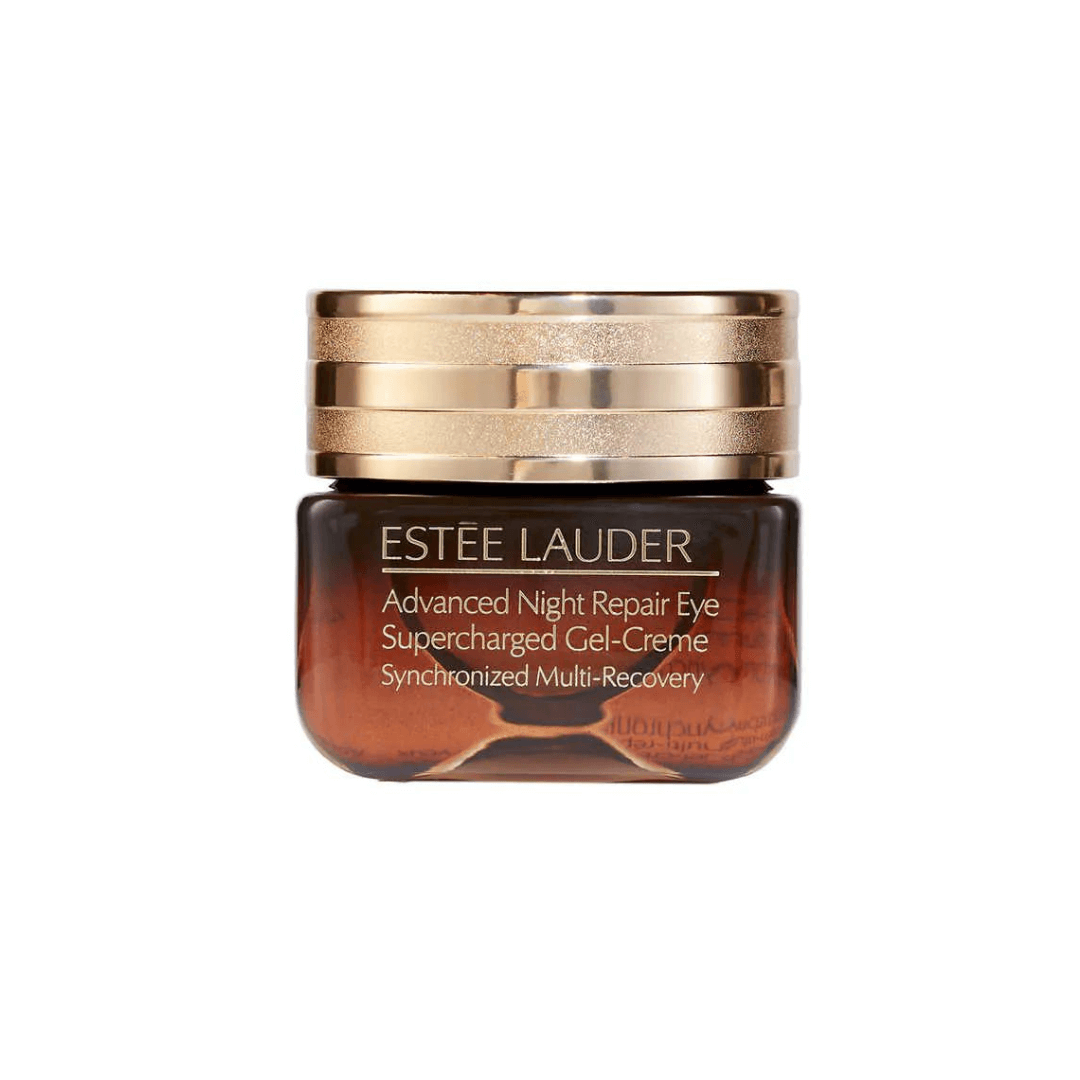 ESTĒE LAUDER
Advanced Night Repair Eye
Supercharged Gel-Creme
Synchronized Multi-Recovery